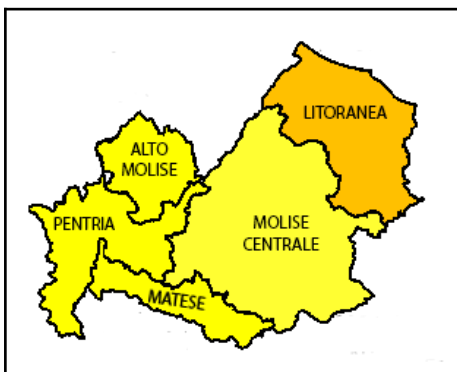 LITORANEA
ALTO
MOLISE
PENTRIA
MOLISE
CENTRALE
MATESE